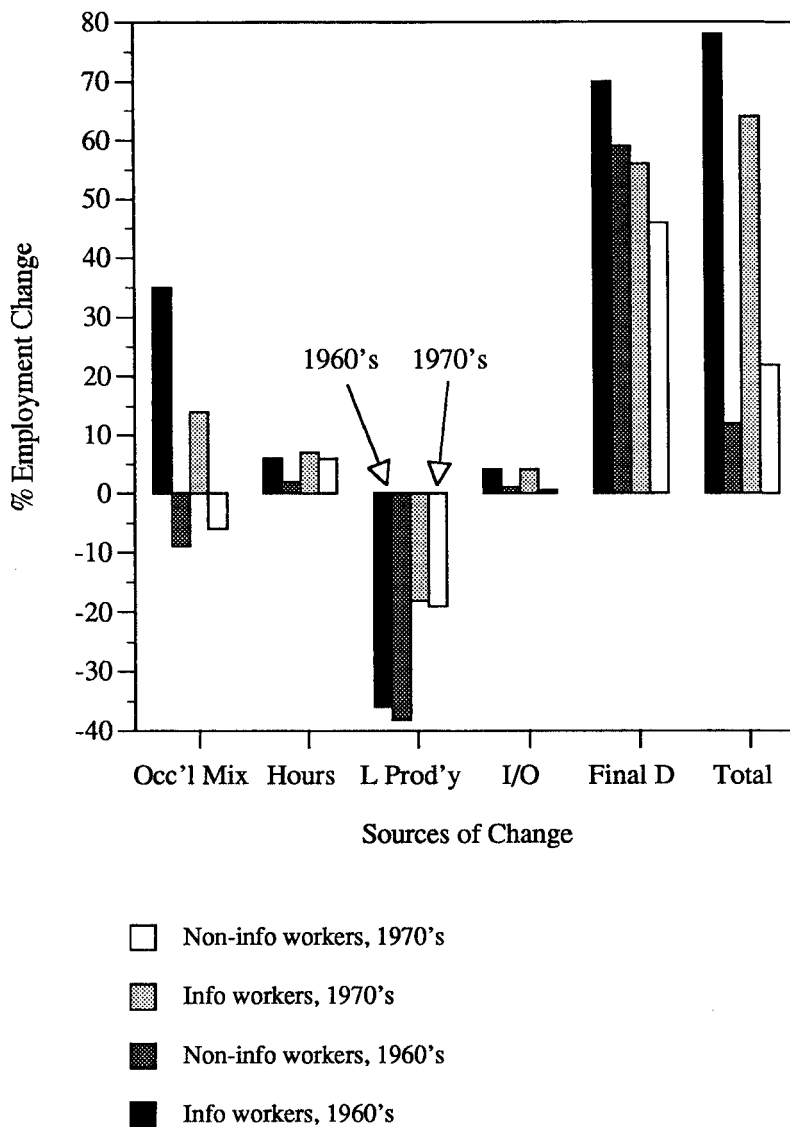 80
70
60
50
40
30
20
10
0
-10
-20
-30
-40
% Employment Change
1960's 1970's
Occ'l Mix Hours L Prod'y I/O Final D Total
Sources of Change
Non-info workers, 1970's
Info workers, 1970's
Non-info workers, 1960's
Info workers, 1960's